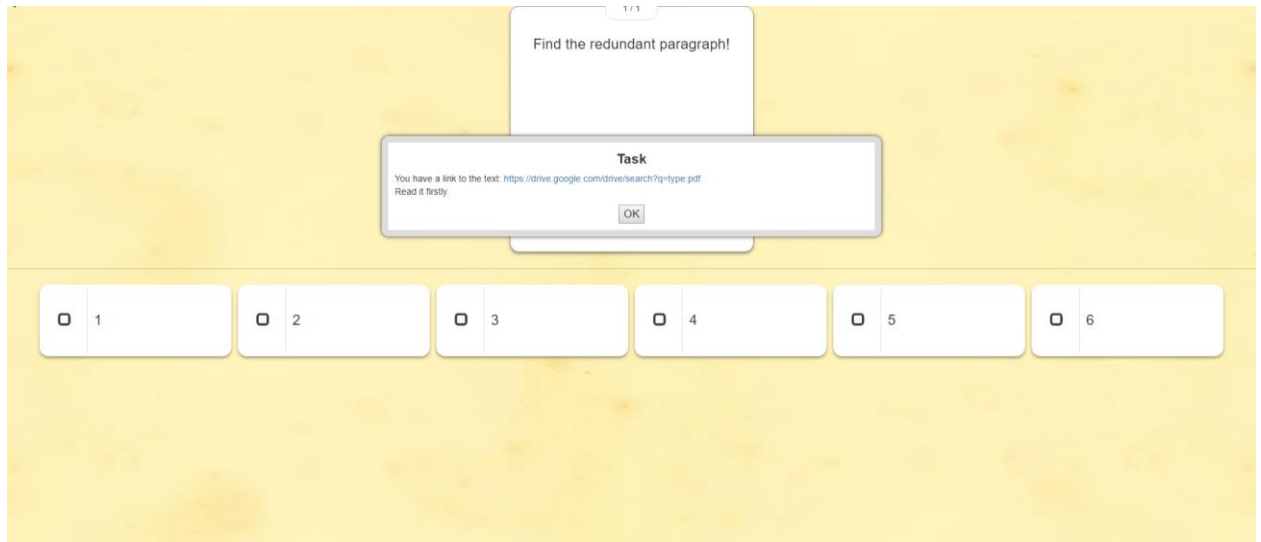 1 / 1
Find the redundant paragraph!
Task
You have a link to the text: https://drive.google.com/drive/search?q=type:pdf
Read it firstly.
OK
1
2
3
4
5
6